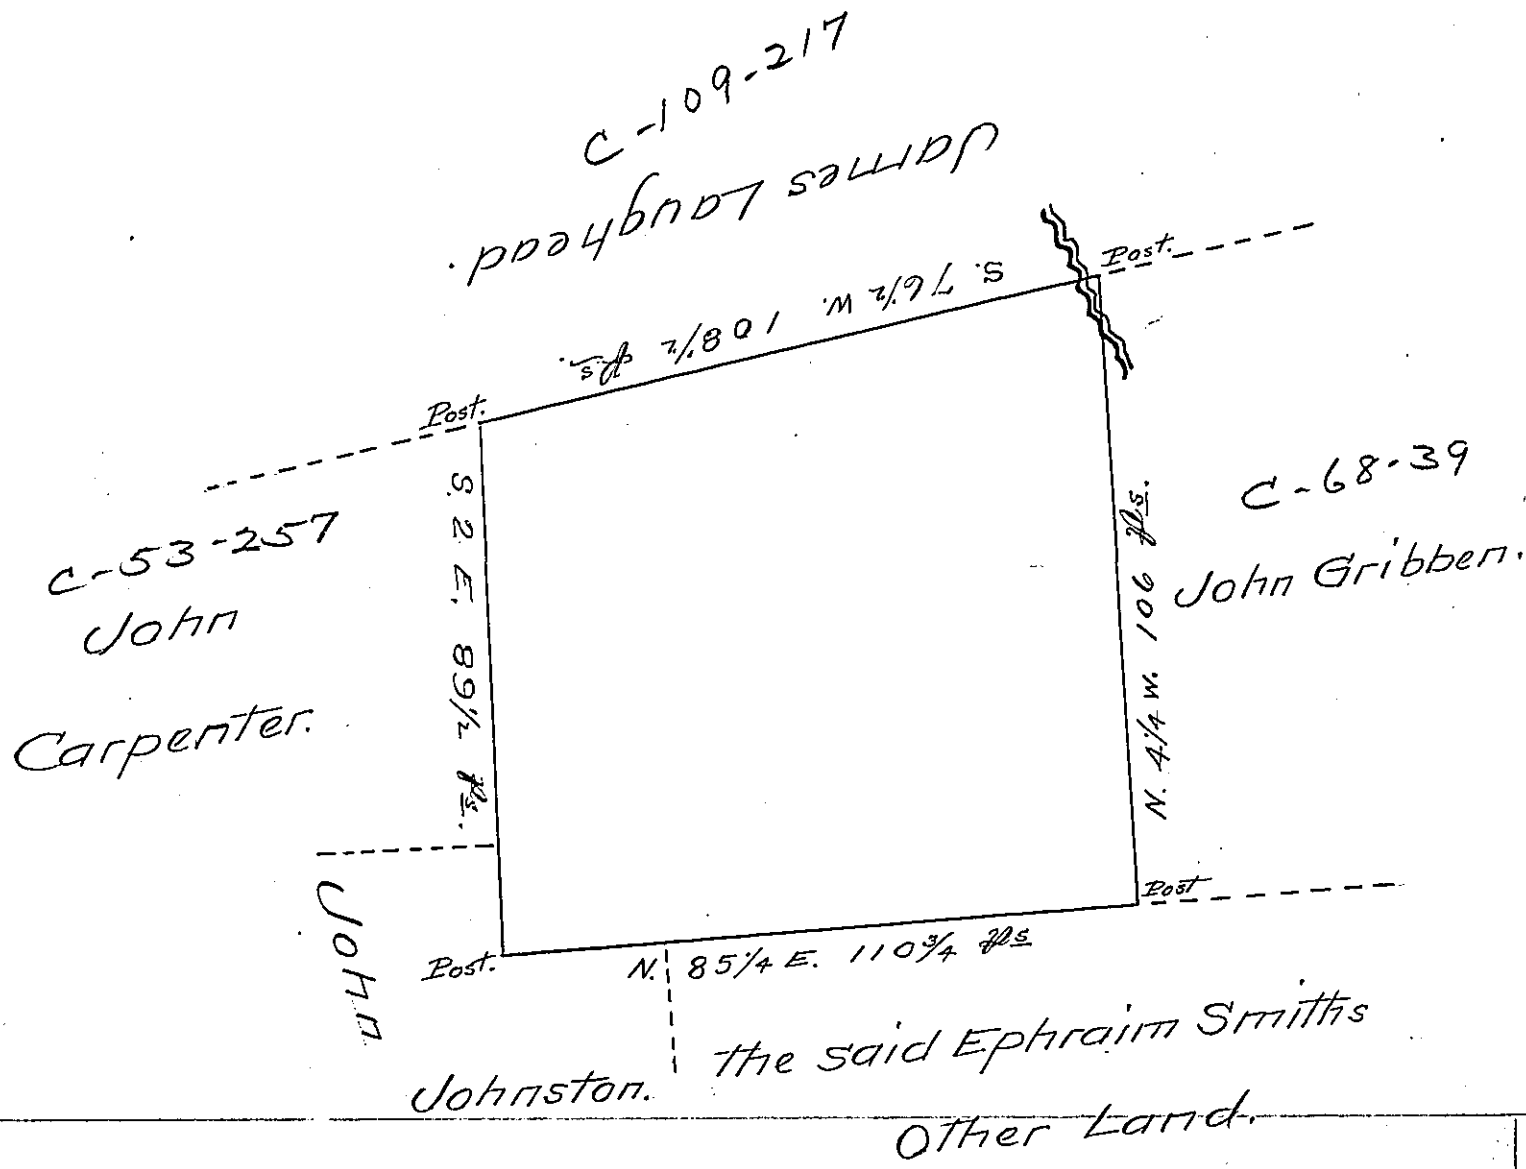 C-109-217
James Laughead.
S. 76½ W. 108½ ps.
Post.
Post.
S. 2 E. 89½ ps.
C-53-257
John
Carpenter.
N. 4¼ W. 106 ps.
C-68-39
John Gribben.
Post
Post.
N. 85¼ E. 110¾ ps
John
Johnston.
the said Ephraim Smiths
Other Land.